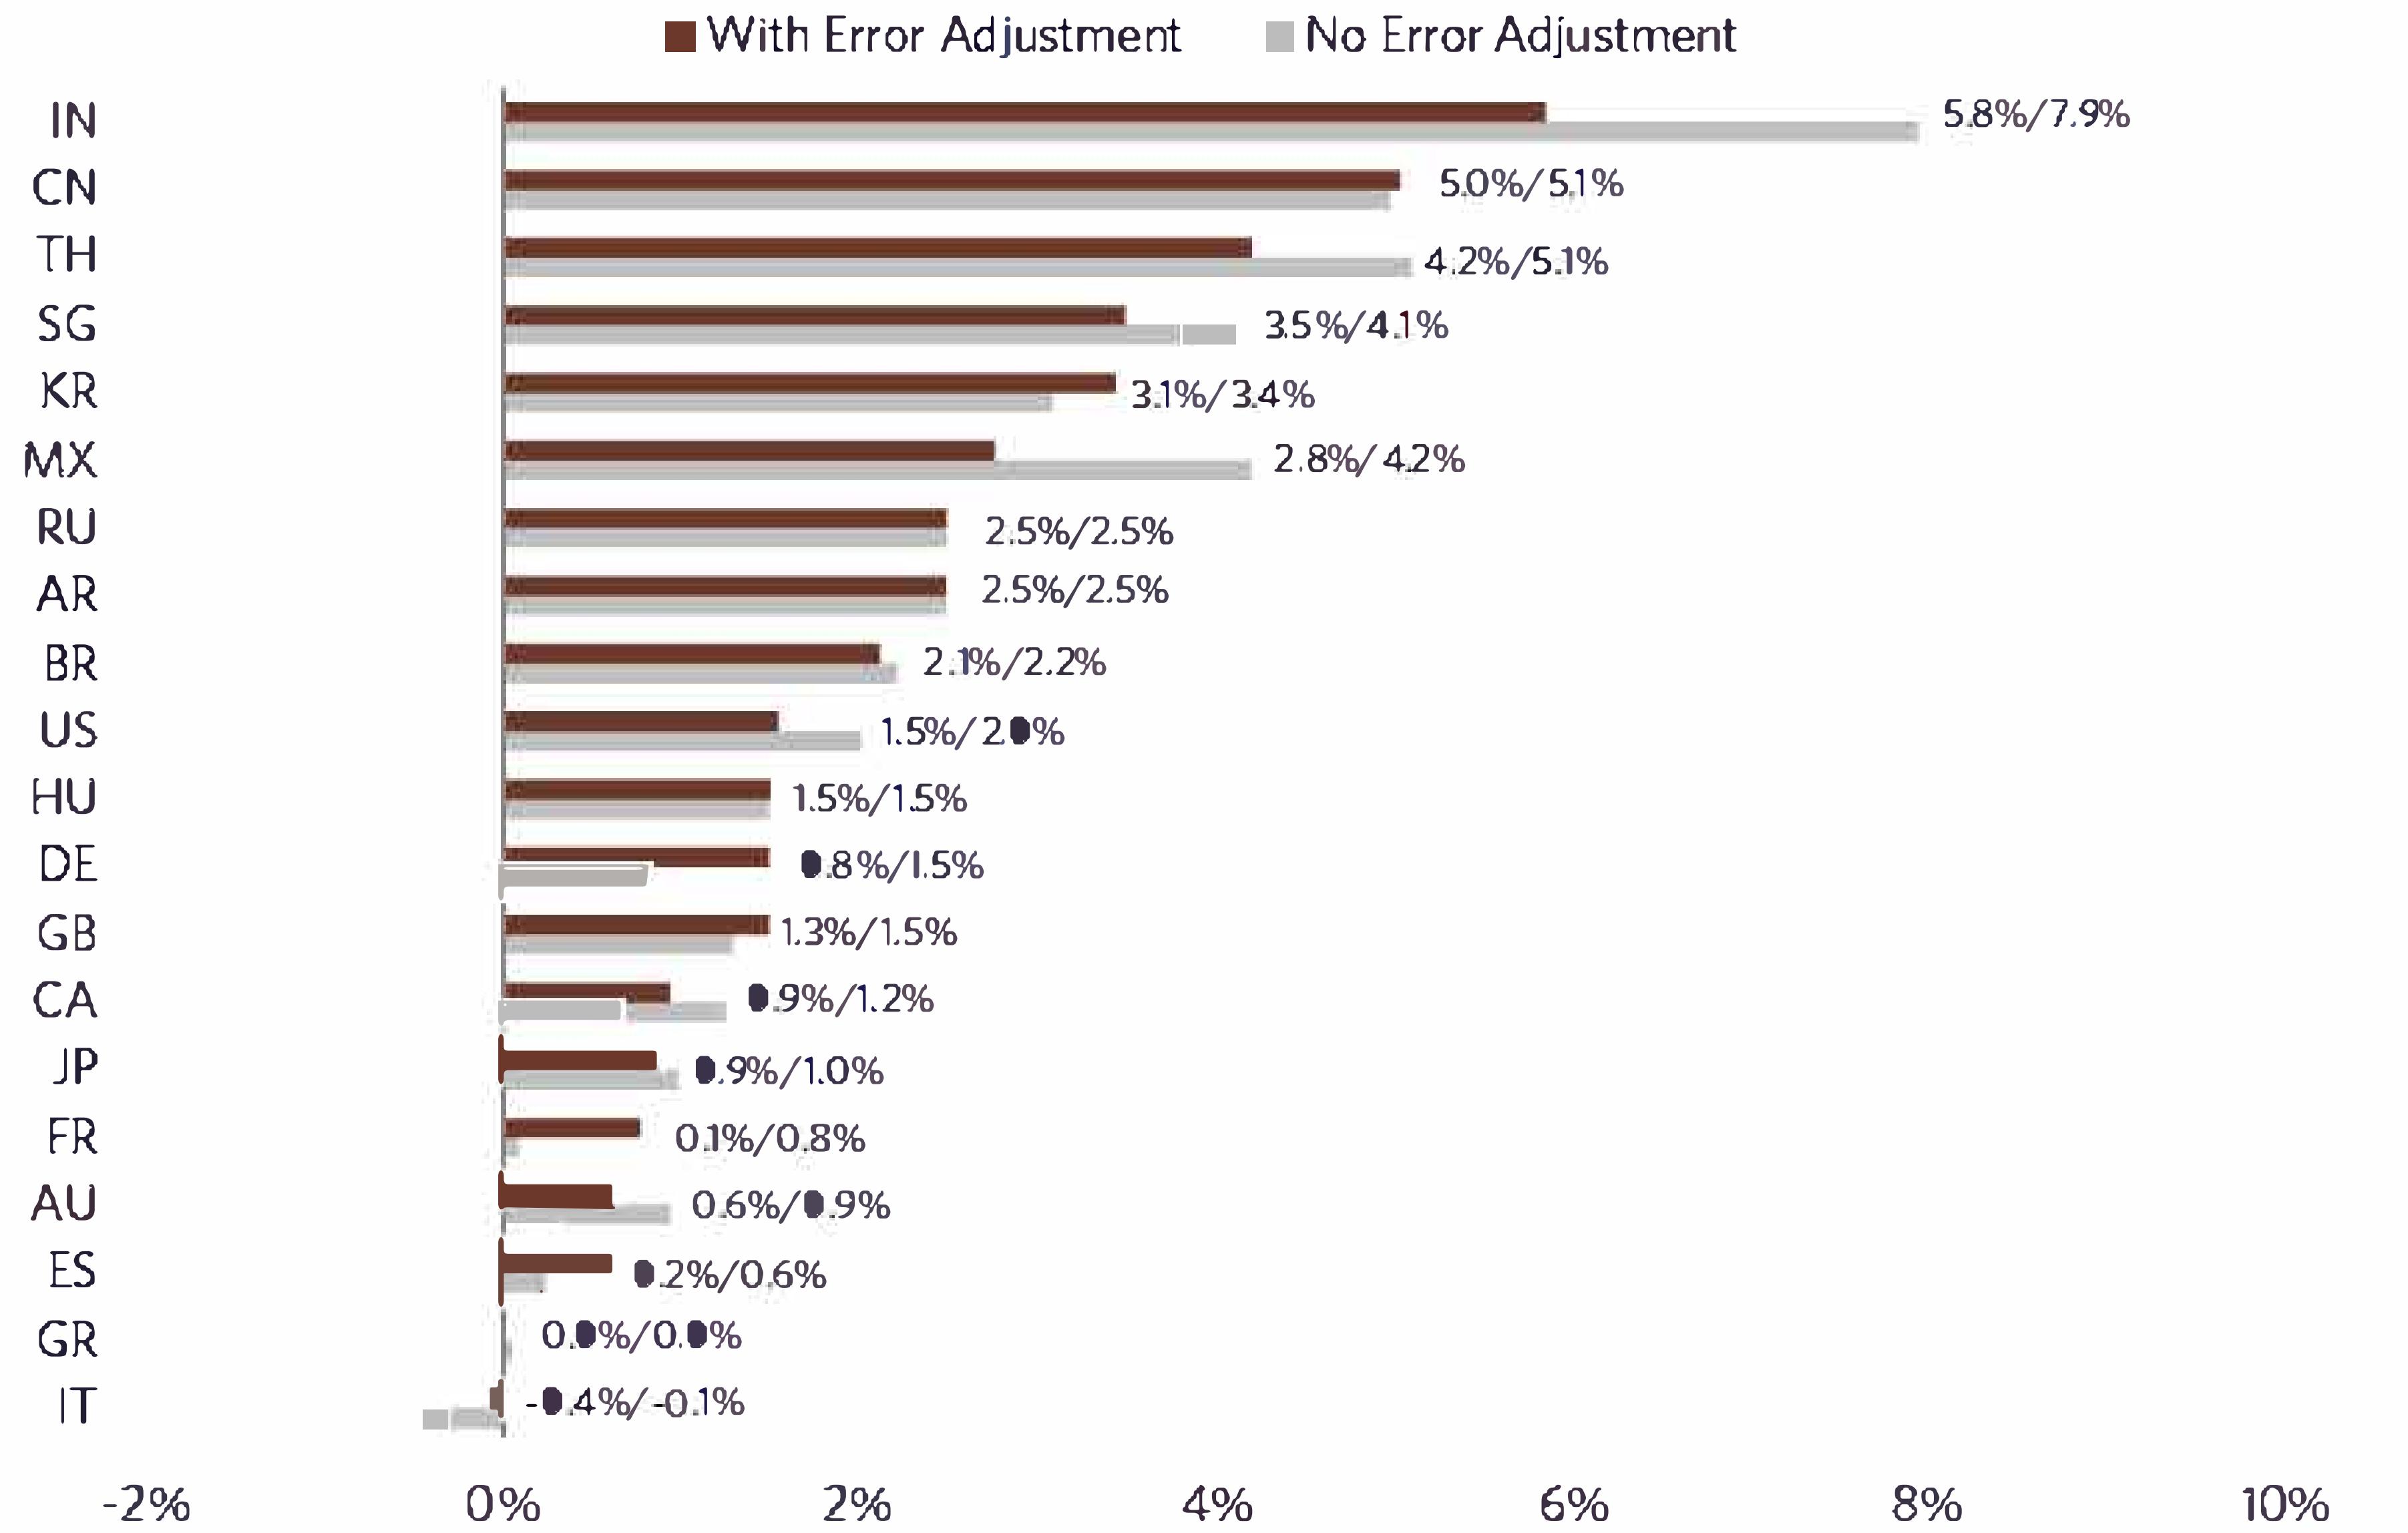 With Error Adjustment No Error Adjustment
IN 5.8%/7.9%
CN 5.0%/5.1%
TH 4.2%/5.1%
SG 3.5%/4.1%
KR 3.1%/3.4%
MX 2.8%/4.2%
RU 2.5%/2.5%
AR 2.5%/2.5%
BR 2.1%/2.2%
US 1.5%/2.0%
HU 1.5%/1.5%
DE 0.8%/1.5%
GB 1.3%/1.5%
CA 0.9%/1.2%
JP 0.9%/1.0%
FR 0.1%/0.8%
AU 0.6%/0.9%
ES 0.2%/0.6%
GR 0.0%/0.0%
IT -0.4%/-0.1%
-2% 0% 2% 4% 6% 8% 10%